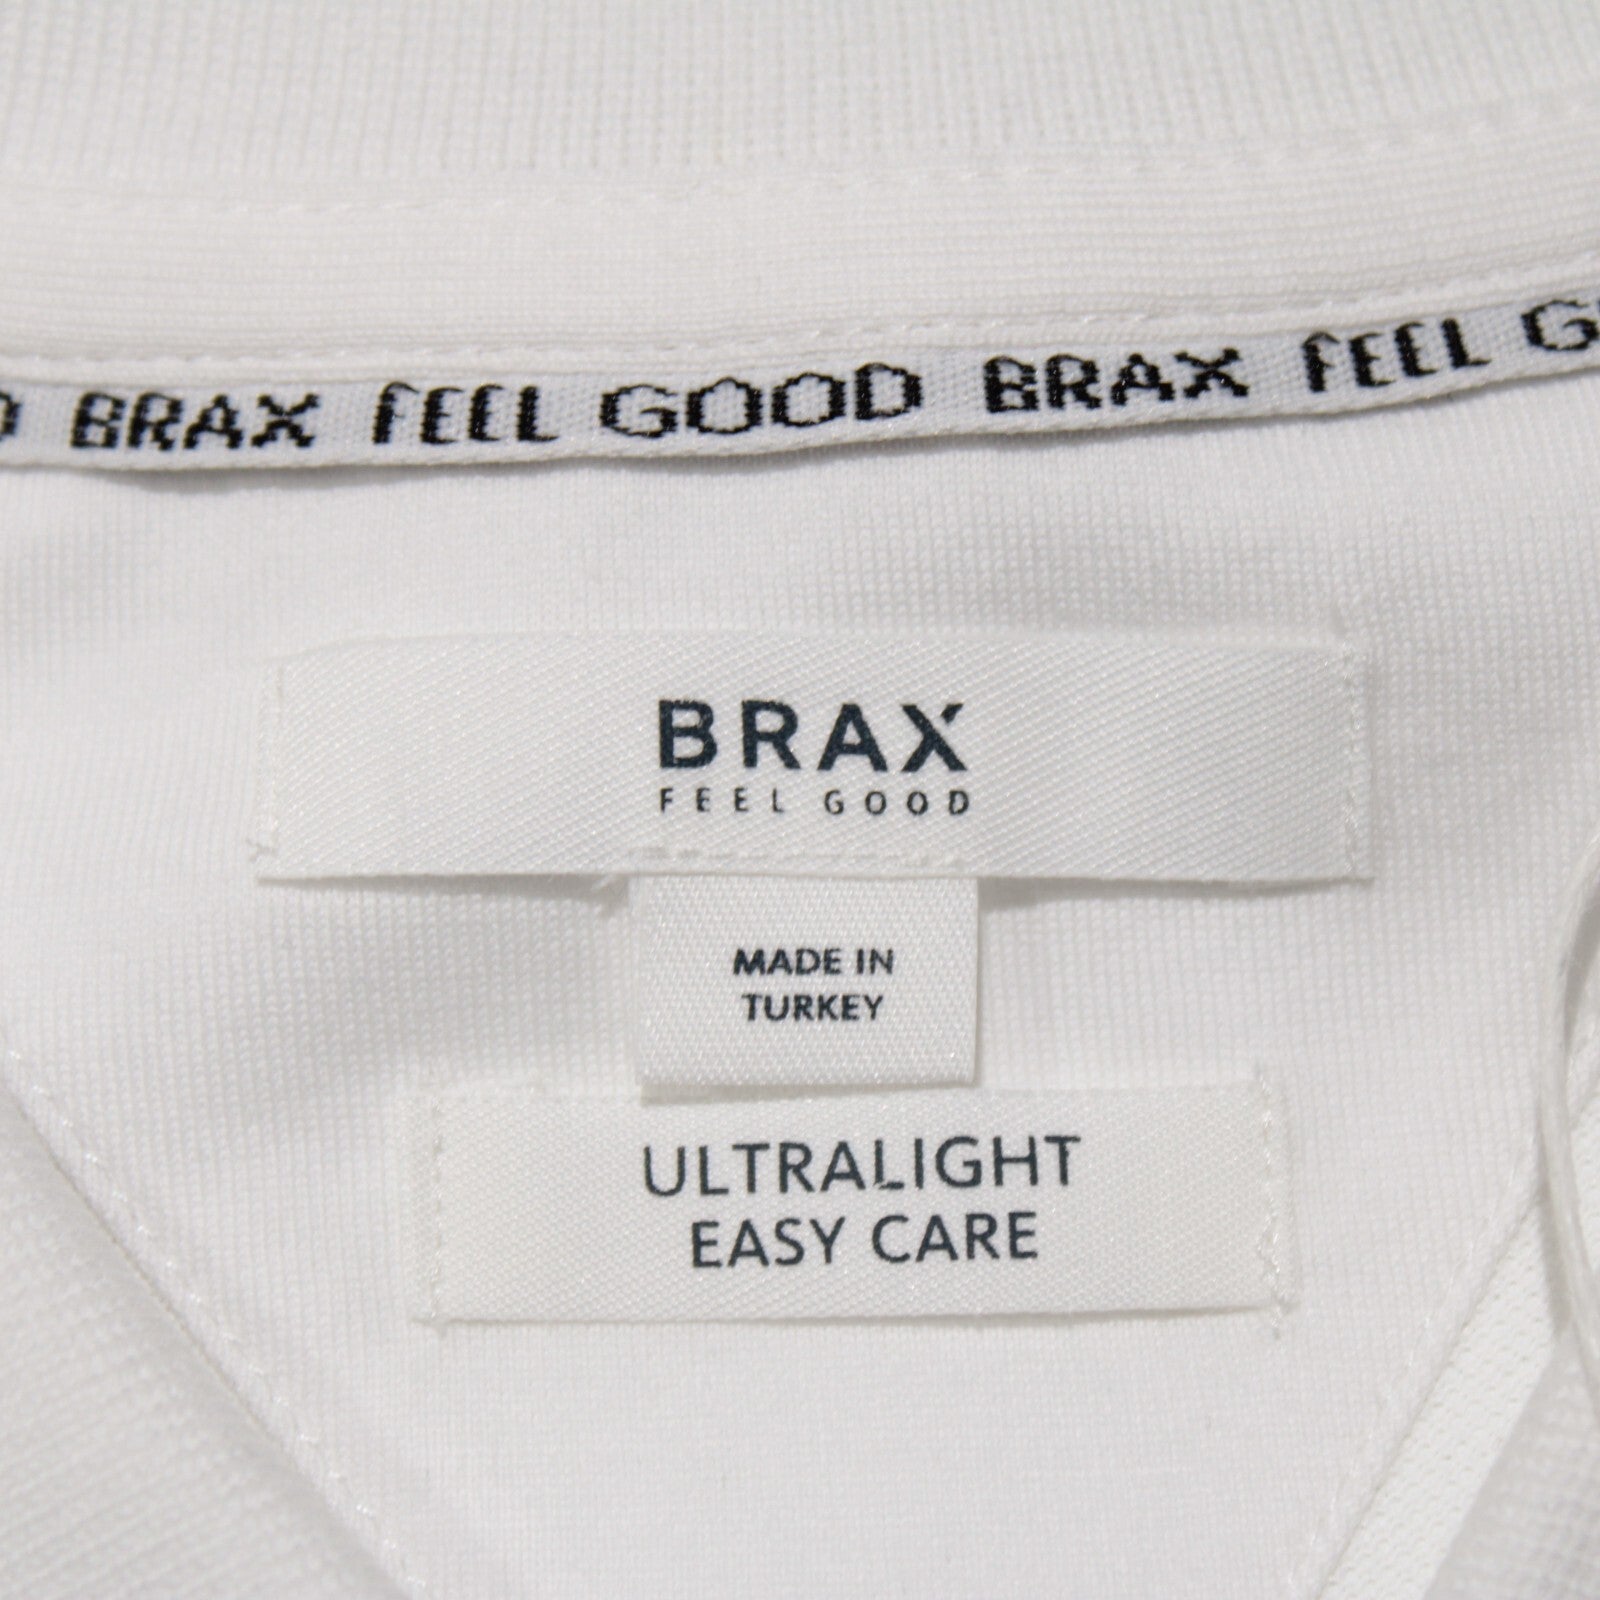 BRAX FEEL GOOD BRAX FEEL
BRAX
FEEL GOOD
MADE IN
TURKEY
ULTRALIGHT
EASY CARE